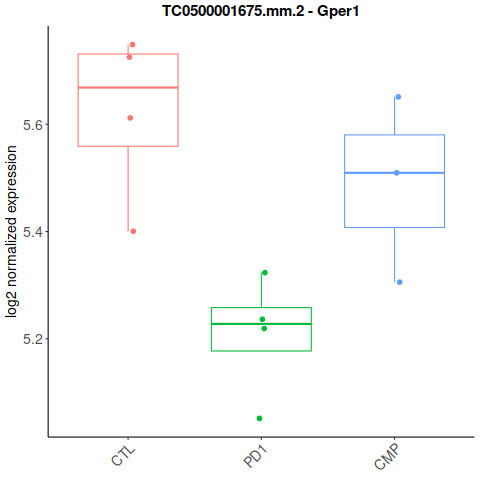 TC0500001675.mm.2 - Gper1
log2 normalized expression
5.6
5.4
5.2
CTL
PD1
CMP